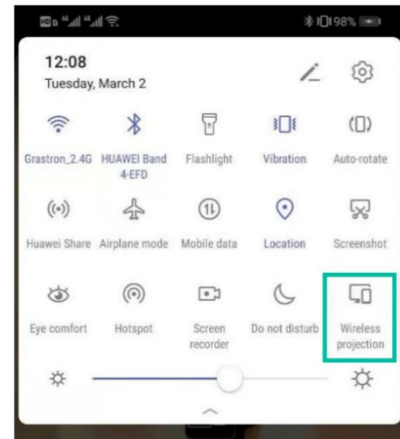 HD 98%
12:08
Tuesday, March 2
Grastron_2.4G HUAWEI Band 4-EFD Flashlight Vibration Auto-rotate
Huawei Share Airplane mode Mobile data Location Screenshot
Eye comfort Hotspot Screen recorder Do not disturb Wireless projection